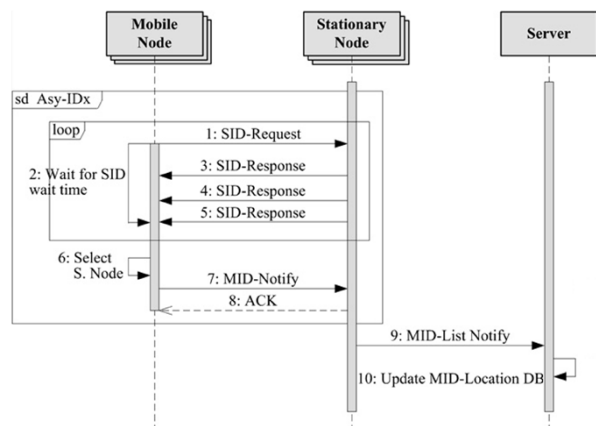 Mobile
Node
Stationary
Node
Server
sd Asy-IDx
loop
1: SID-Request
2: Wait for SID
wait time
3: SID-Response
4: SID-Response
5: SID-Response
6: Select
S. Node
7: MID-Notify
8: ACK
9: MID-List Notify
10: Update MID-Location DB